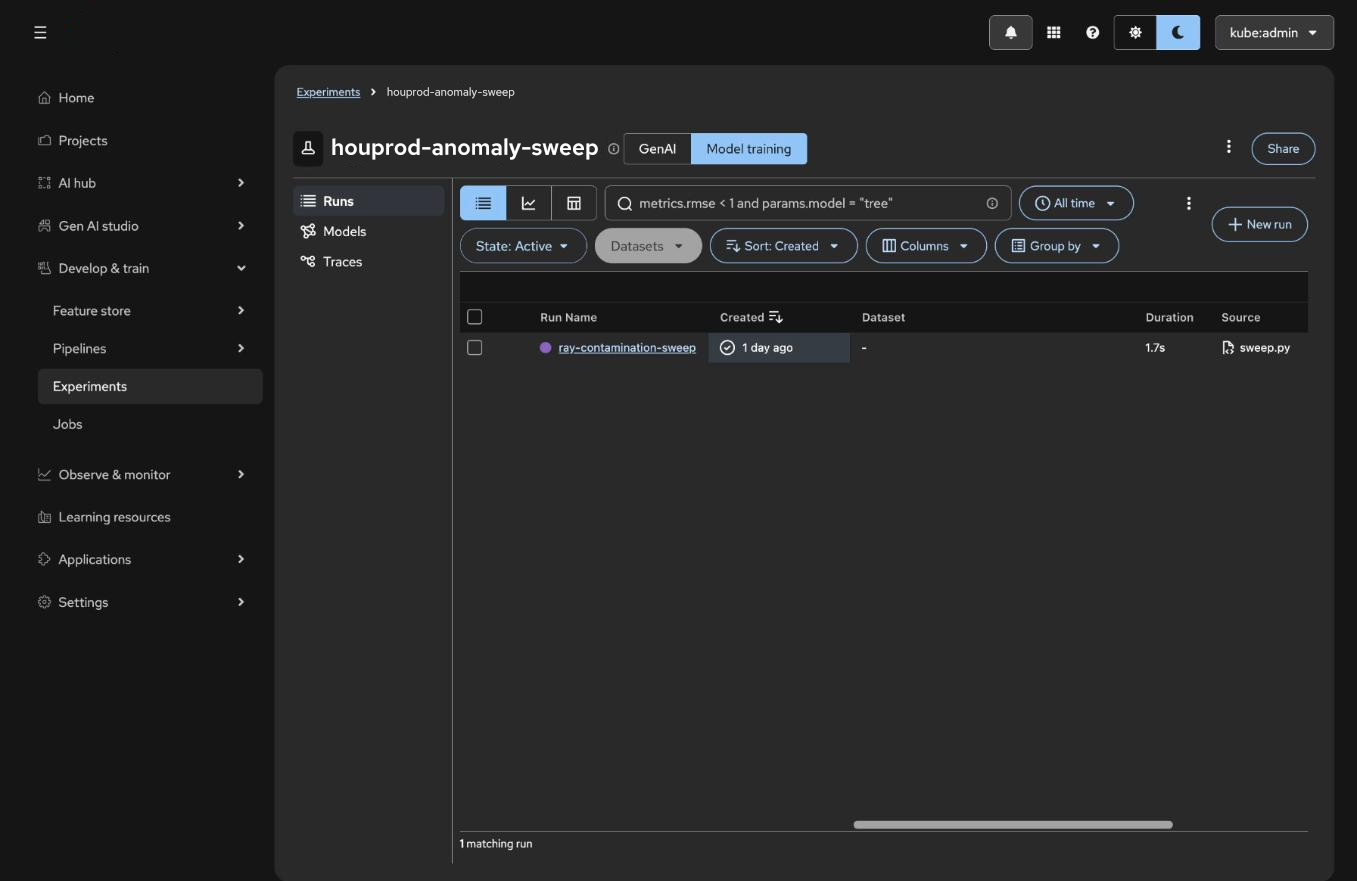 kube:admin
Home
Projects
AI hub
Gen AI studio
Develop & train
Feature store
Pipelines
Experiments
Jobs
Observe & monitor
Learning resources
Applications
Settings
Experiments > houprod-anomaly-sweep
houprod-anomaly-sweep
GenAI
Model training
Share
Runs
Models
Traces
metrics.rmse < 1 and params.model = "tree"
All time
State: Active
Datasets
Sort: Created
Columns
Group by
New run
Run Name Created Dataset Duration Source
ray-contamination-sweep 1 day ago - 1.7s sweep.py
1 matching run